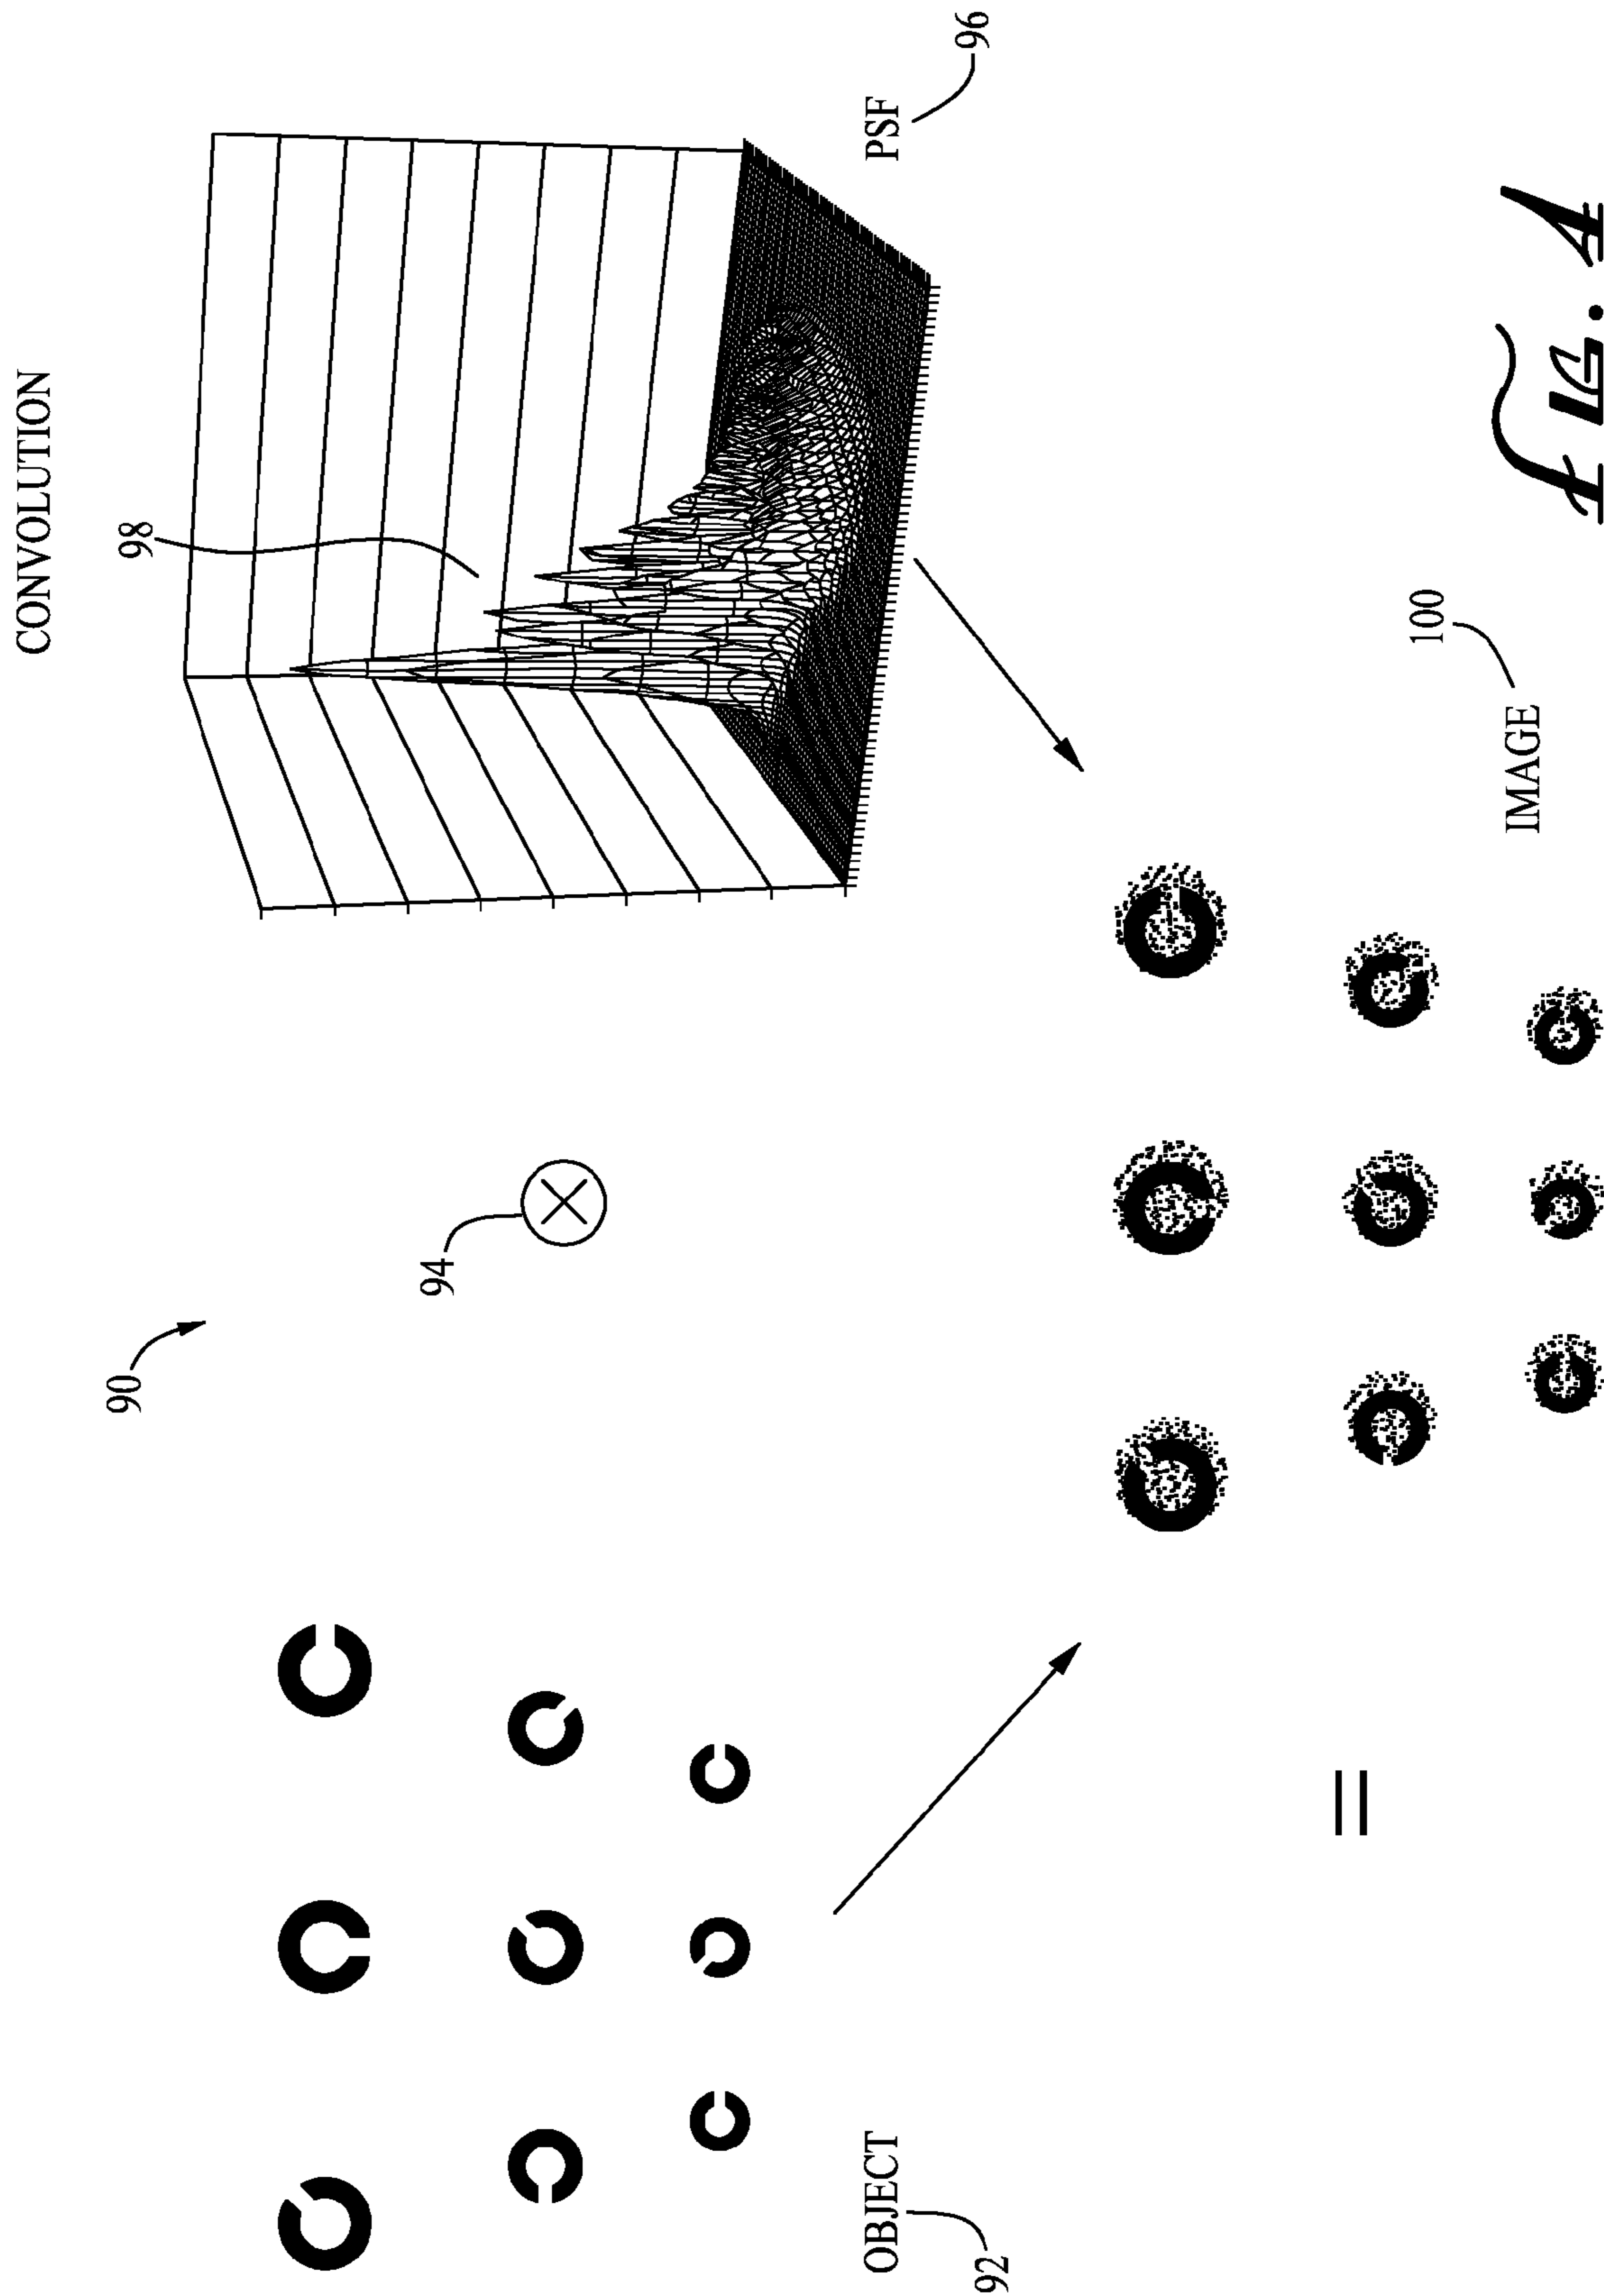 CONVOLUTION
90
98
94
OBJECT
92
PSF
96
=
100
IMAGE
FIG. 4